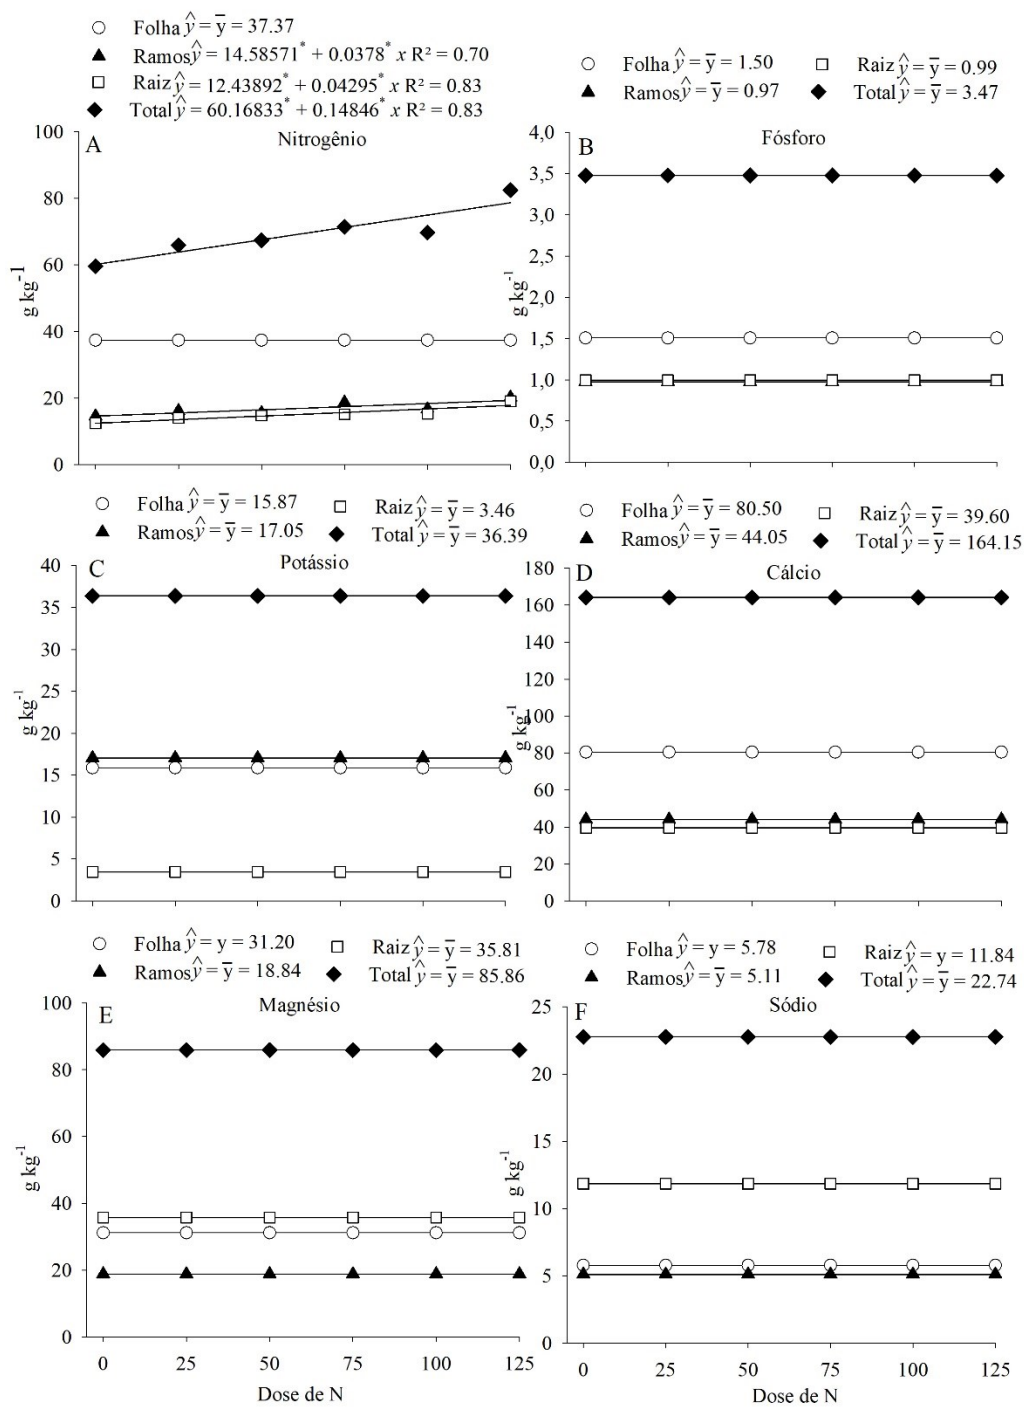 Folha ŷ = y̅ = 37.37
Ramos ŷ = 14.58571* + 0.0378* x R² = 0.70
Raiz ŷ = 12.43892* + 0.04295* x R² = 0.83
Total ŷ = 60.16833* + 0.14846* x R² = 0.83
A
Nitrogênio
100
80
60
40
20
0
g kg-1
Folha ŷ = y̅ = 1.50
Raiz ŷ = y̅ = 0.99
Ramos ŷ = y̅ = 0.97
Total ŷ = y̅ = 3.47
B
Fósforo
4,0
3,5
3,0
2,5
2,0
1,5
1,0
0,5
0,0
g kg-1
Folha ŷ = y̅ = 15.87
Raiz ŷ = y̅ = 3.46
Ramos ŷ = y̅ = 17.05
Total ŷ = y̅ = 36.39
C
Potássio
40
35
30
25
20
15
10
5
0
g kg-1
Folha ŷ = y̅ = 80.50
Raiz ŷ = y̅ = 39.60
Ramos ŷ = y̅ = 44.05
Total ŷ = y̅ = 164.15
D
Cálcio
180
160
140
120
100
80
60
40
20
0
g kg-1
Folha ŷ = y = 31.20
Raiz ŷ = y̅ = 35.81
Ramos ŷ = y̅ = 18.84
Total ŷ = y̅ = 85.86
E
Magnésio
100
80
60
40
20
0
g kg-1
0 25 50 75 100 125
Dose de N
Folha ŷ = y = 5.78
Raiz ŷ = y = 11.84
Ramos ŷ = y̅ = 5.11
Total ŷ = y̅ = 22.74
F
Sódio
25
20
15
10
5
0
g kg-1
0 25 50 75 100 125
Dose de N